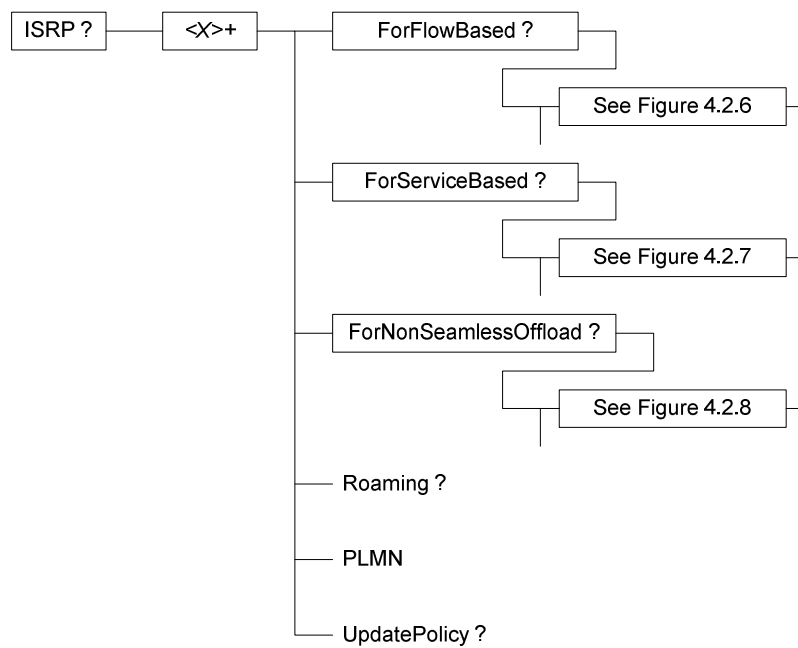 ISRP ?
<X>+
ForFlowBased ?
See Figure 4.2.6
ForServiceBased ?
See Figure 4.2.7
ForNonSeamlessOffload ?
See Figure 4.2.8
Roaming ?
PLMN
UpdatePolicy ?